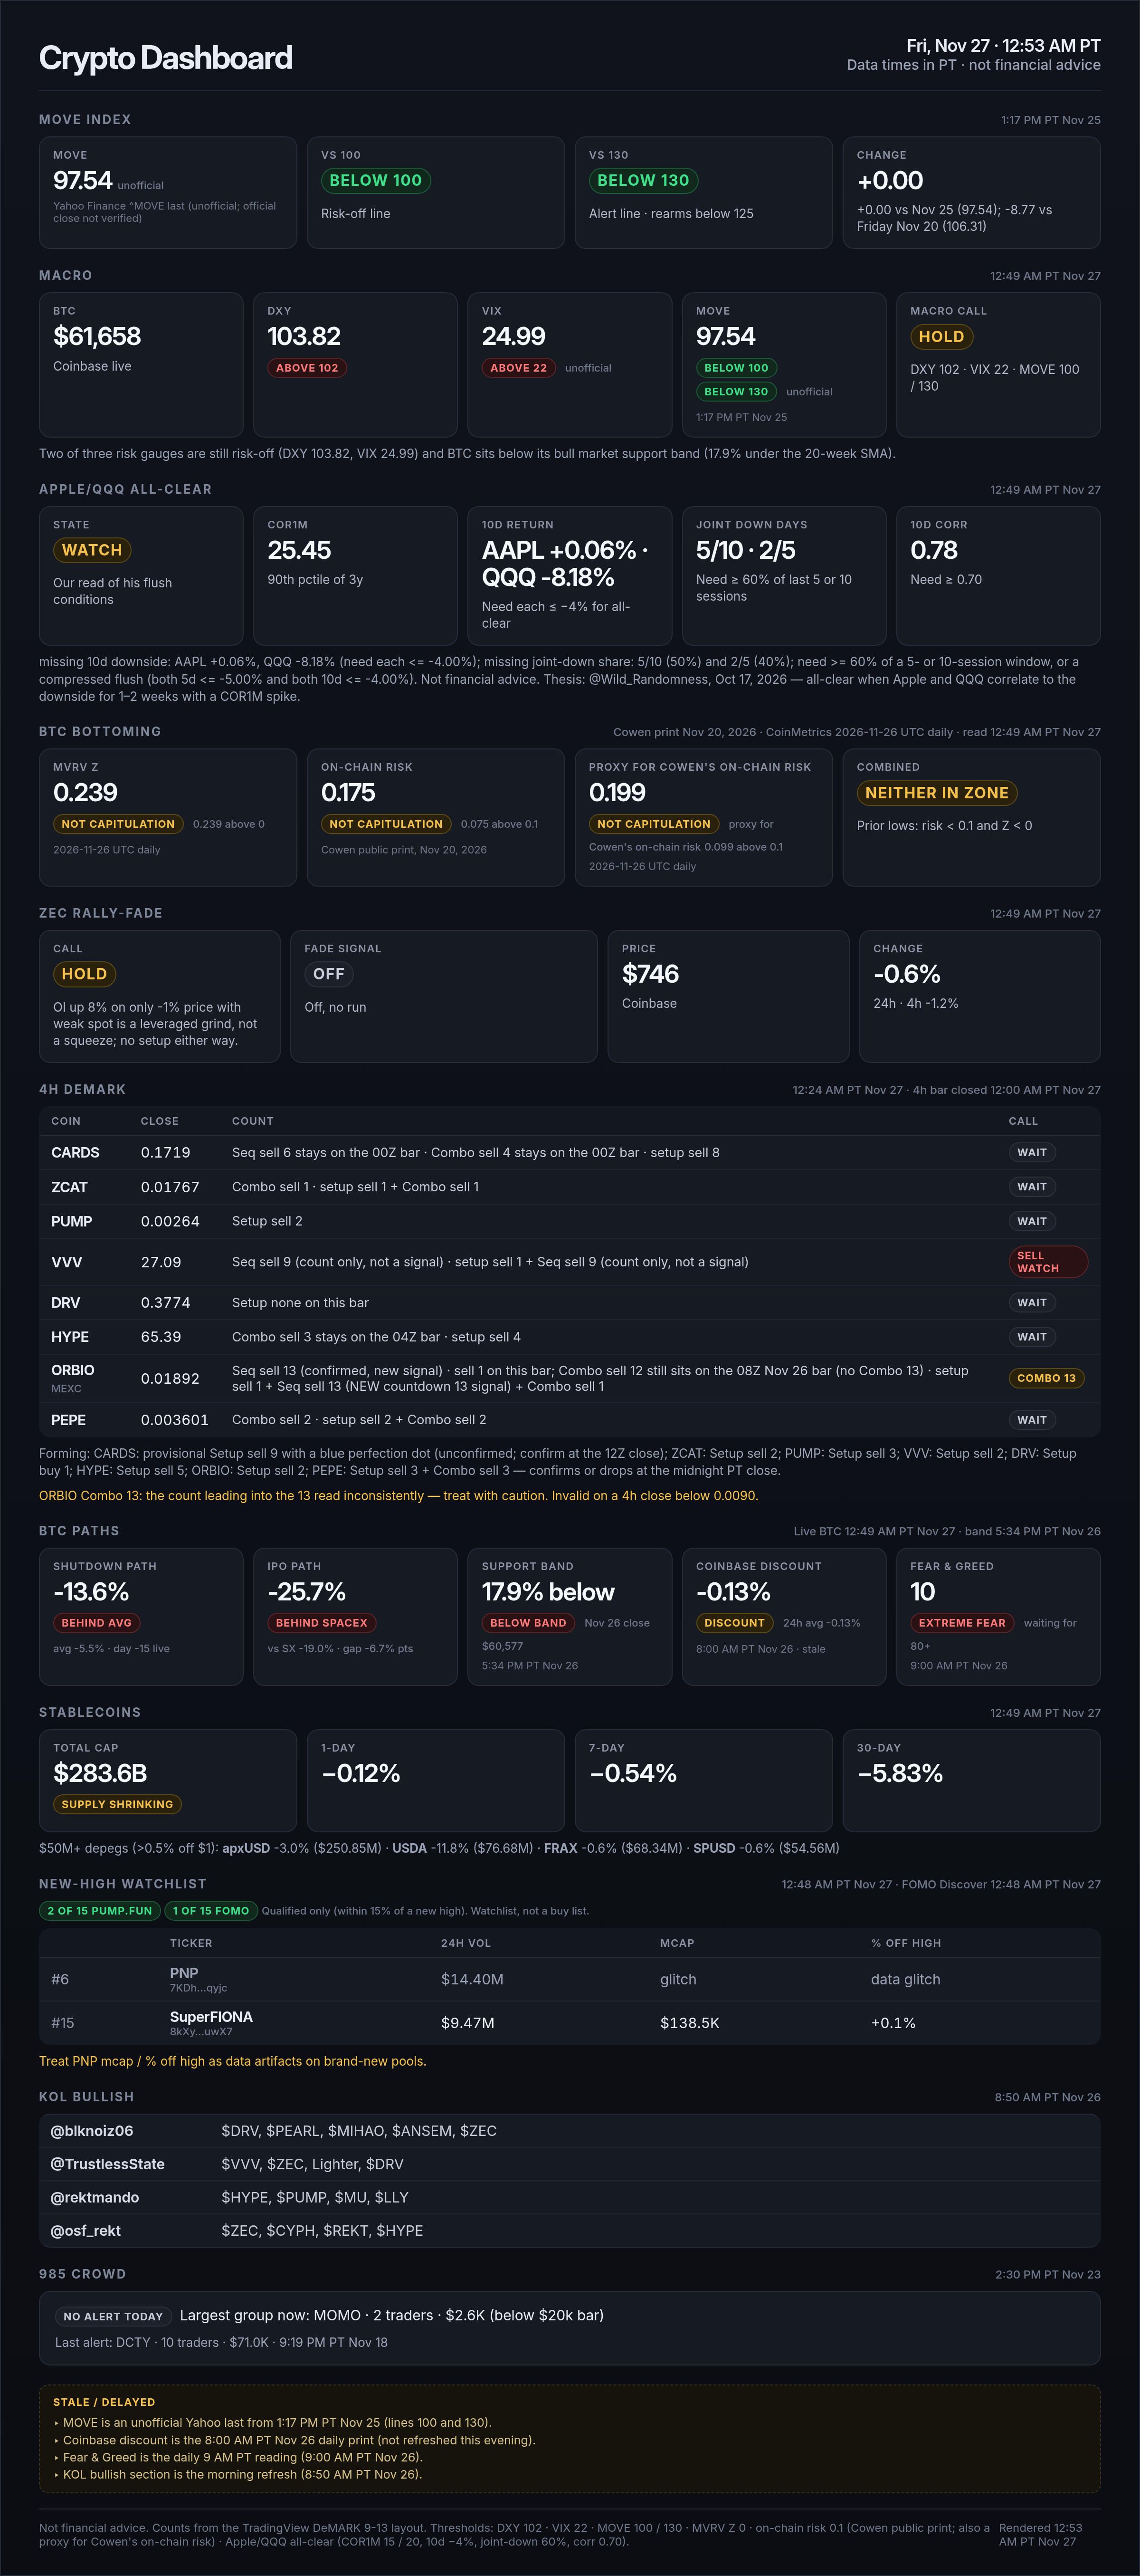 Crypto Dashboard
Fri, Nov 27 · 12:53 AM PT
Data times in PT · not financial advice
MOVE INDEX
1:17 PM PT Nov 25
MOVE
97.54 unofficial
Yahoo Finance ^MOVE last (unofficial; official
close not verified)
VS 100
BELOW 100
Risk-off line
VS 130
BELOW 130
Alert line · rearms below 125
CHANGE
+0.00
+0.00 vs Nov 25 (97.54); -8.77 vs
Friday Nov 20 (106.31)
MACRO
12:49 AM PT Nov 27
BTC
$61,658
Coinbase live
DXY
103.82
ABOVE 102
VIX
24.99
ABOVE 22 unofficial
MOVE
97.54
BELOW 100
BELOW 130 unofficial
1:17 PM PT Nov 25
MACRO CALL
HOLD
DXY 102 · VIX 22 · MOVE 100
/ 130
Two of three risk gauges are still risk-off (DXY 103.82, VIX 24.99) and BTC sits below its bull market support band (17.9% under the 20-week SMA).
APPLE/QQQ ALL-CLEAR
12:49 AM PT Nov 27
STATE
WATCH
Our read of his flush
conditions
COR1M
25.45
90th pctile of 3y
10D RETURN
AAPL +0.06% ·
QQQ -8.18%
Need each ≤ −4% for all-
clear
JOINT DOWN DAYS
5/10 · 2/5
Need ≥ 60% of last 5 or 10
sessions
10D CORR
0.78
Need ≥ 0.70
missing 10d downside: AAPL +0.06%, QQQ -8.18% (need each <= -4.00%); missing joint-down share: 5/10 (50%) and 2/5 (40%); need >= 60% of a 5- or 10-session window, or a
compressed flush (both 5d <= -5.00% and both 10d <= -4.00%). Not financial advice. Thesis: @Wild_Randomness, Oct 17, 2026 — all-clear when Apple and QQQ correlate to the
downside for 1–2 weeks with a COR1M spike.
BTC BOTTOMING
Cowen print Nov 20, 2026 · CoinMetrics 2026-11-26 UTC daily · read 12:49 AM PT Nov 27
MVRV Z
0.239
NOT CAPITULATION 0.239 above 0
2026-11-26 UTC daily
ON-CHAIN RISK
0.175
NOT CAPITULATION 0.075 above 0.1
Cowen public print, Nov 20, 2026
PROXY FOR COWEN'S ON-CHAIN RISK
0.199
NOT CAPITULATION proxy for
Cowen's on-chain risk 0.099 above 0.1
2026-11-26 UTC daily
COMBINED
NEITHER IN ZONE
Prior lows: risk < 0.1 and Z < 0
ZEC RALLY-FADE
12:49 AM PT Nov 27
CALL
HOLD
OI up 8% on only -1% price with
weak spot is a leveraged grind, not
a squeeze; no setup either way.
FADE SIGNAL
OFF
Off, no run
PRICE
$746
Coinbase
CHANGE
-0.6%
24h · 4h -1.2%
4H DEMARK
12:24 AM PT Nov 27 · 4h bar closed 12:00 AM PT Nov 27
COIN CLOSE COUNT CALL
CARDS 0.1719 Seq sell 6 stays on the 00Z bar · Combo sell 4 stays on the 00Z bar · setup sell 8 WAIT
ZCAT 0.01767 Combo sell 1 · setup sell 1 + Combo sell 1 WAIT
PUMP 0.00264 Setup sell 2 WAIT
VVV 27.09 Seq sell 9 (count only, not a signal) · setup sell 1 + Seq sell 9 (count only, not a signal) SELL
WATCH
DRV 0.3774 Setup none on this bar WAIT
HYPE 65.39 Combo sell 3 stays on the 04Z bar · setup sell 4 WAIT
ORBIO
MEXC
0.01892
Seq sell 13 (confirmed, new signal) · sell 1 on this bar; Combo sell 12 still sits on the 08Z Nov 26 bar (no Combo 13) · setup
sell 1 + Seq sell 13 (NEW countdown 13 signal) + Combo sell 1
COMBO 13
PEPE 0.003601 Combo sell 2 · setup sell 2 + Combo sell 2 WAIT
Forming: CARDS: provisional Setup sell 9 with a blue perfection dot (unconfirmed; confirm at the 12Z close); ZCAT: Setup sell 2; PUMP: Setup sell 3; VVV: Setup sell 2; DRV: Setup
buy 1; HYPE: Setup sell 5; ORBIO: Setup sell 2; PEPE: Setup sell 3 + Combo sell 3 — confirms or drops at the midnight PT close.
ORBIO Combo 13: the count leading into the 13 read inconsistently — treat with caution. Invalid on a 4h close below 0.0090.
BTC PATHS
Live BTC 12:49 AM PT Nov 27 · band 5:34 PM PT Nov 26
SHUTDOWN PATH
-13.6%
BEHIND AVG
avg -5.5% · day -15 live
IPO PATH
-25.7%
BEHIND SPACEX
vs SX -19.0% · gap -6.7% pts
SUPPORT BAND
17.9% below
BELOW BAND Nov 26 close
$60,577
5:34 PM PT Nov 26
COINBASE DISCOUNT
-0.13%
DISCOUNT 24h avg -0.13%
8:00 AM PT Nov 26 · stale
FEAR & GREED
10
EXTREME FEAR waiting for
80+
9:00 AM PT Nov 26
STABLECOINS
12:49 AM PT Nov 27
TOTAL CAP
$283.6B
SUPPLY SHRINKING
1-DAY
−0.12%
7-DAY
−0.54%
30-DAY
−5.83%
$50M+ depegs (>0.5% off $1): apxUSD -3.0% ($250.85M) · USDA -11.8% ($76.68M) · FRAX -0.6% ($68.34M) · SPUSD -0.6% ($54.56M)
NEW-HIGH WATCHLIST
12:48 AM PT Nov 27 · FOMO Discover 12:48 AM PT Nov 27
2 OF 15 PUMP.FUN 1 OF 15 FOMO Qualified only (within 15% of a new high). Watchlist, not a buy list.
TICKER 24H VOL MCAP % OFF HIGH
#6 PNP $14.40M glitch data glitch
7KDh...qyjc
#15 SuperFIONA $9.47M $138.5K +0.1%
8kXy...uwX7
Treat PNP mcap / % off high as data artifacts on brand-new pools.
KOL BULLISH
8:50 AM PT Nov 26
@blknoiz06 $DRV, $PEARL, $MIHAO, $ANSEM, $ZEC
@TrustlessState $VVV, $ZEC, Lighter, $DRV
@rektmando $HYPE, $PUMP, $MU, $LLY
@osf_rekt $ZEC, $CYPH, $REKT, $HYPE
985 CROWD
2:30 PM PT Nov 23
NO ALERT TODAY Largest group now: MOMO · 2 traders · $2.6K (below $20k bar)
Last alert: DCTY · 10 traders · $71.0K · 9:19 PM PT Nov 18
STALE / DELAYED
▸ MOVE is an unofficial Yahoo last from 1:17 PM PT Nov 25 (lines 100 and 130).
▸ Coinbase discount is the 8:00 AM PT Nov 26 daily print (not refreshed this evening).
▸ Fear & Greed is the daily 9 AM PT reading (9:00 AM PT Nov 26).
▸ KOL bullish section is the morning refresh (8:50 AM PT Nov 26).
Not financial advice. Counts from the TradingView DeMARK 9-13 layout. Thresholds: DXY 102 · VIX 22 · MOVE 100 / 130 · MVRV Z 0 · on-chain risk 0.1 (Cowen public print; also a
proxy for Cowen's on-chain risk) · Apple/QQQ all-clear (COR1M 15 / 20, 10d −4%, joint-down 60%, corr 0.70).
Rendered 12:53
AM PT Nov 27